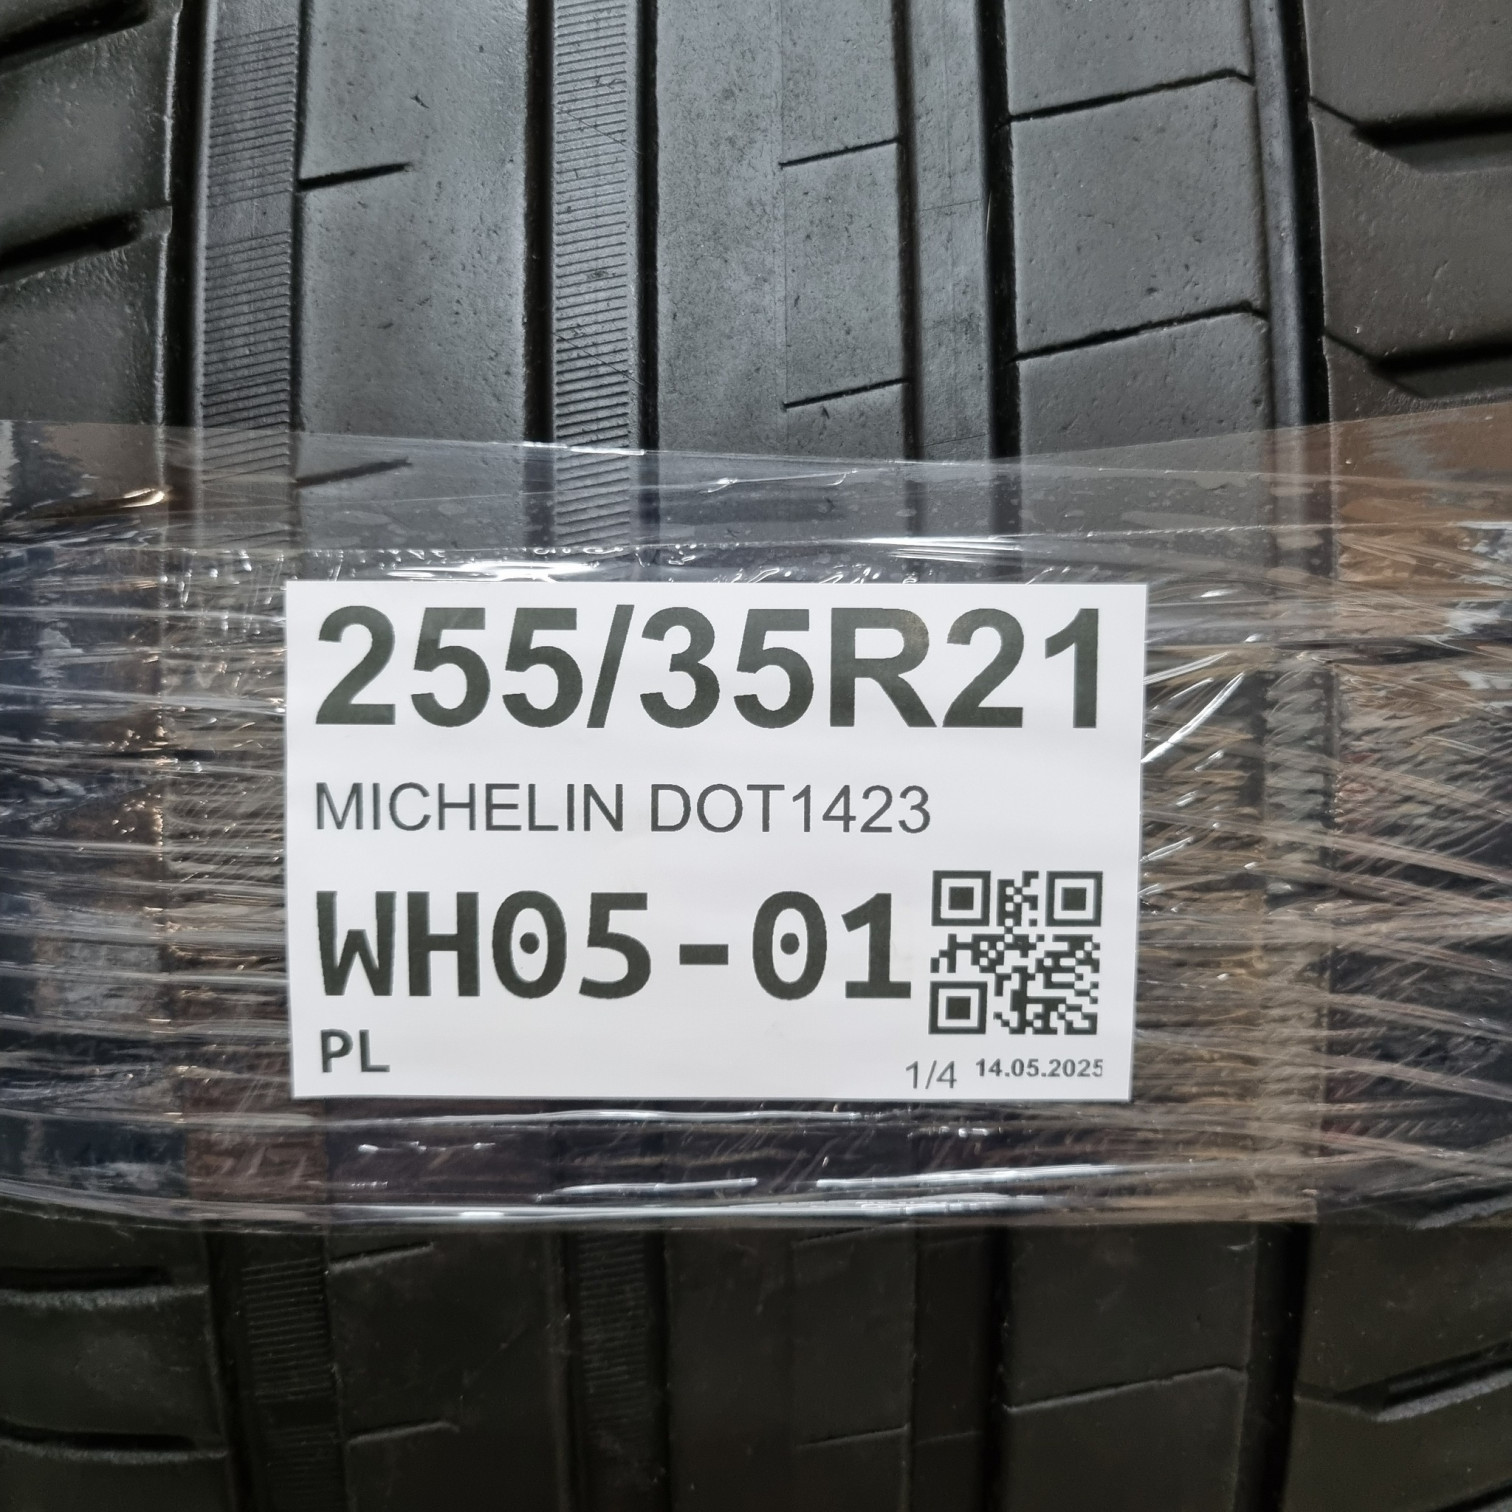 255/35R21
MICHELIN DOT1423
WH05-01
PL
1/4 14.05.2025